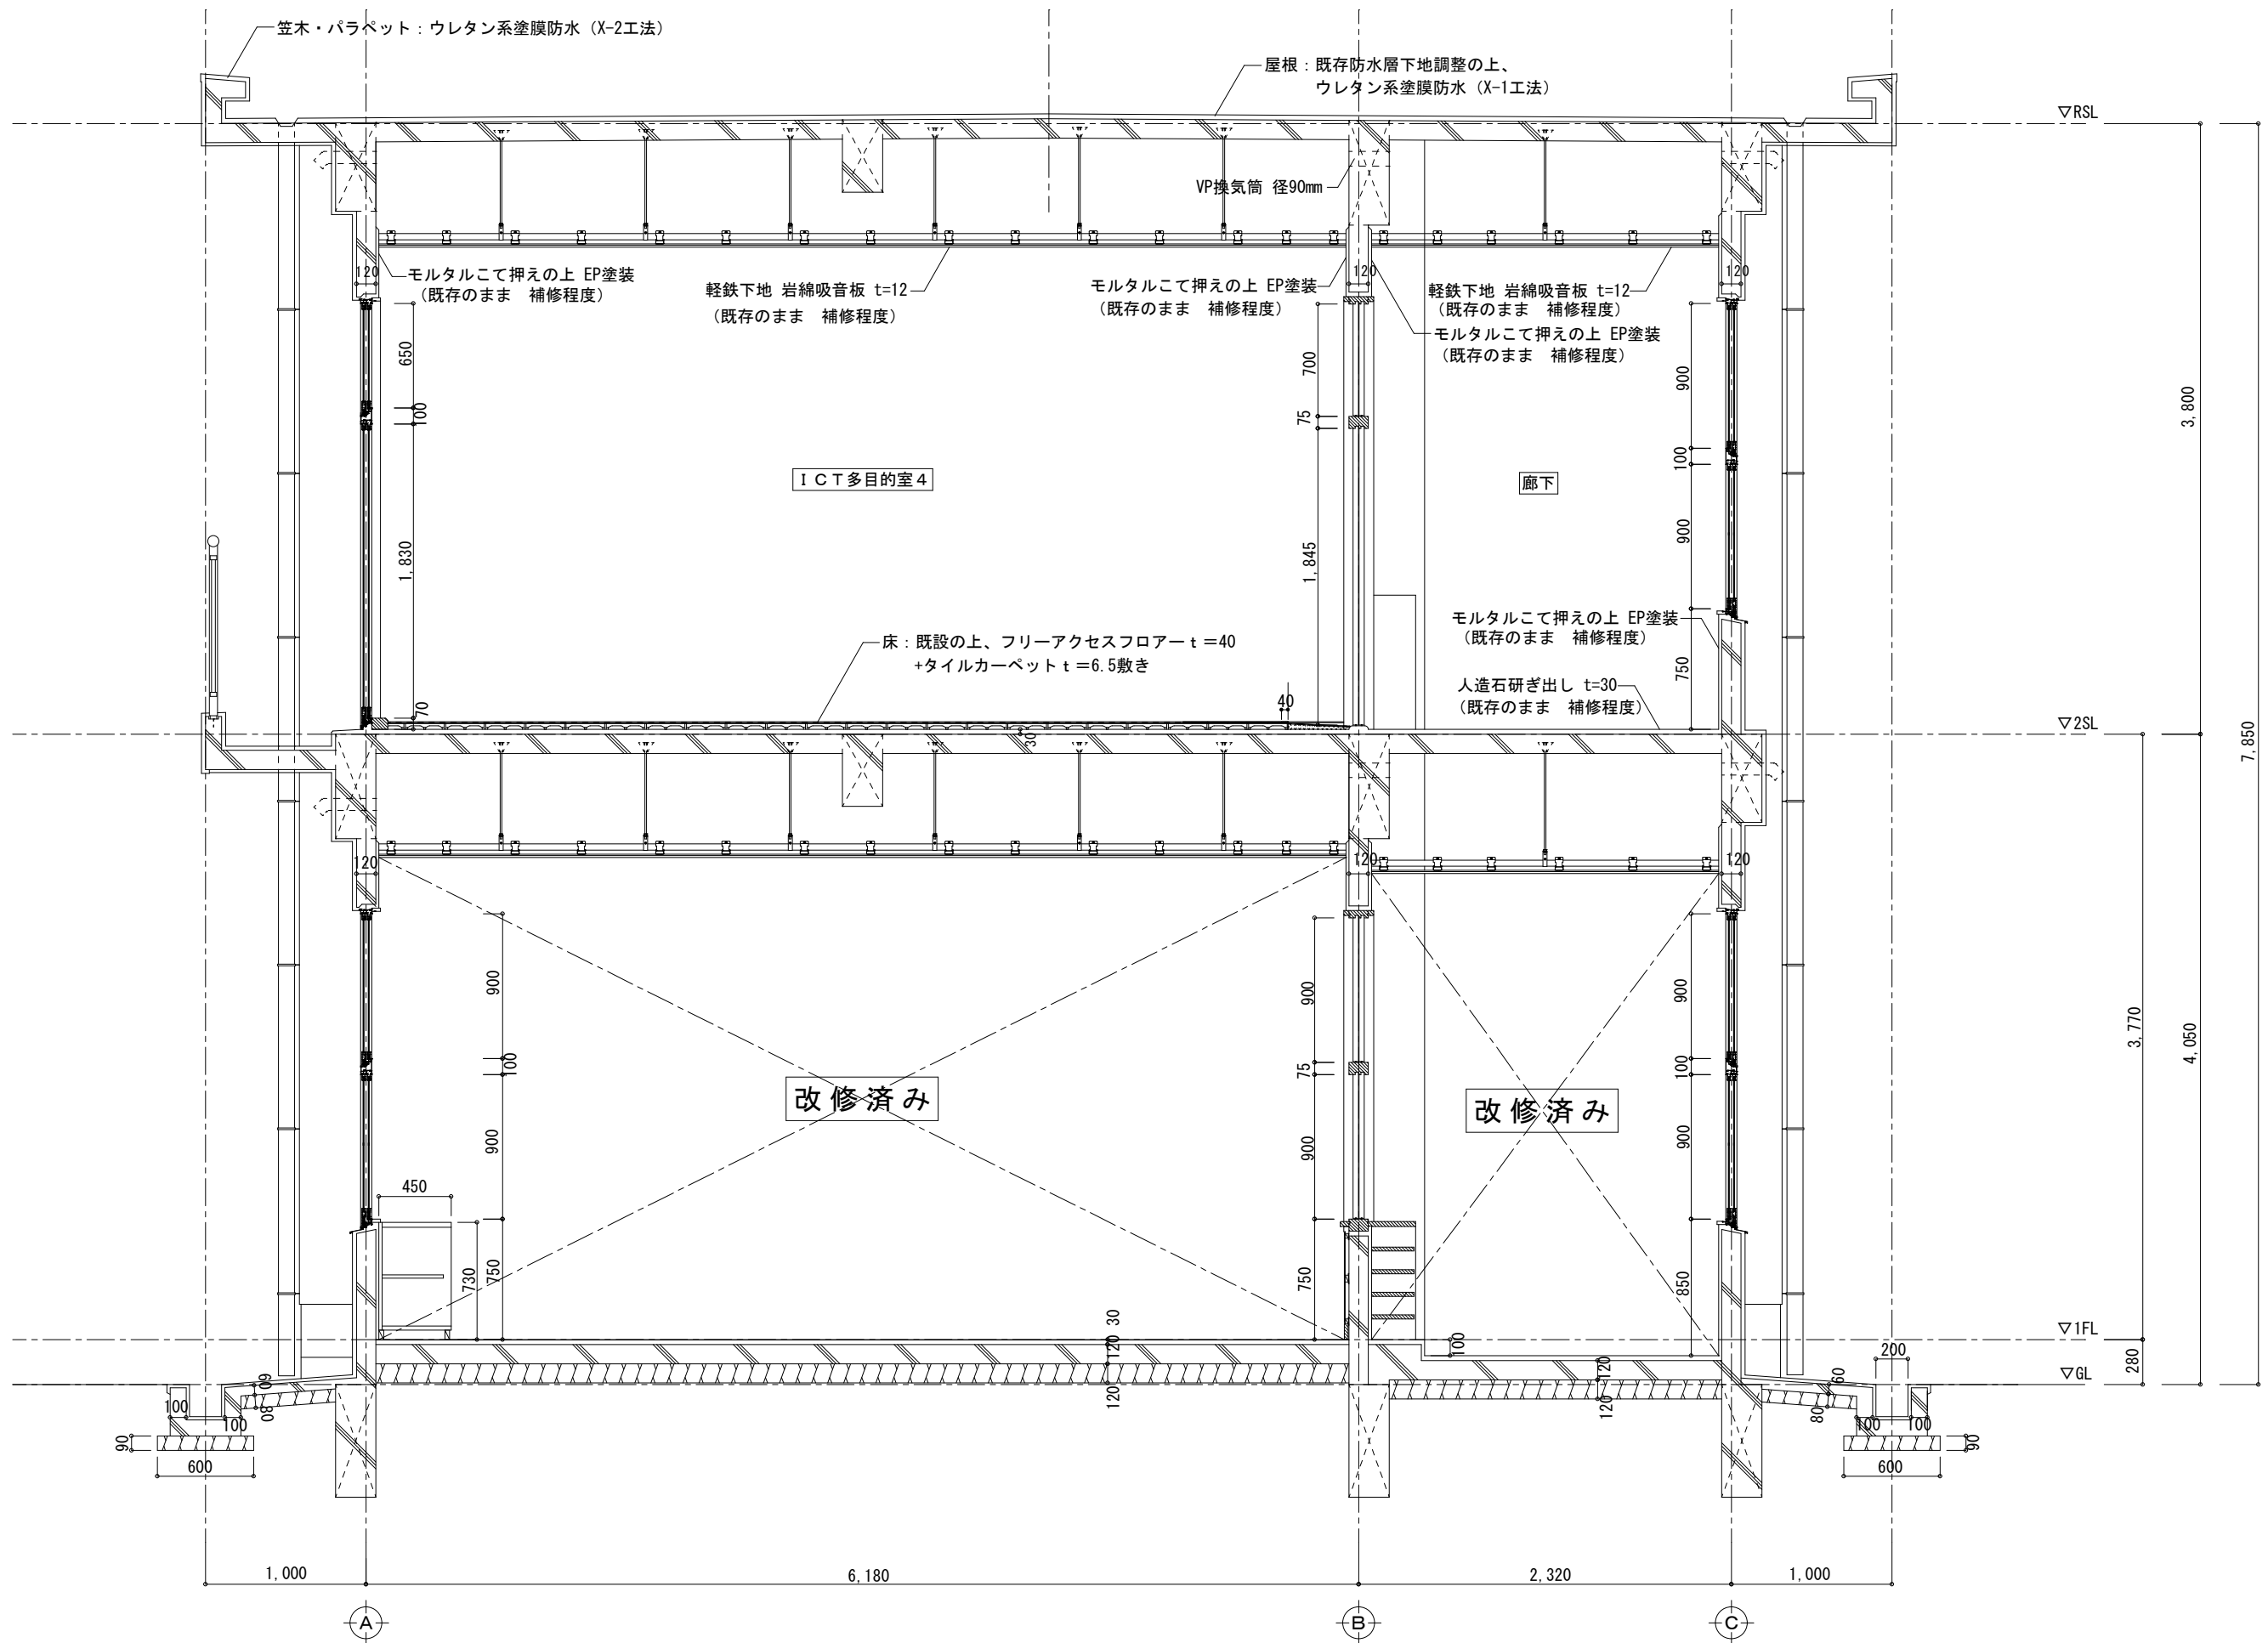 笠木・パラペット：ウレタン系塗膜防水（X-2工法）
屋根：既存防水層下地調整の上、
ウレタン系塗膜防水（X-1工法）
▽RSL
VP換気筒 径90mm
120
モルタルこて押えの上 EP塗装
（既存のまま　補修程度）
軽鉄下地 岩綿吸音板 t=12
（既存のまま　補修程度）
モルタルこて押えの上 EP塗装
（既存のまま　補修程度）
120
軽鉄下地 岩綿吸音板 t=12
（既存のまま　補修程度）
モルタルこて押えの上 EP塗装
（既存のまま　補修程度）
120
650
100
1,830
70
700
75
1,845
900
100
900
750
3,800
7,850
ＩＣＴ多目的室４
廊下
床：既設の上、フリーアクセスフロアーｔ＝40
+タイルカーペットｔ＝6.5敷き
40
30
モルタルこて押えの上 EP塗装
（既存のまま　補修程度）
人造石研ぎ出し t=30
（既存のまま　補修程度）
▽2SL
120
120
120
900
100
900
750
450
730
改修済み
900
75
900
750
改修済み
900
100
900
850
3,770
4,050
280
30
120
120
100
120
120
▽1FL
▽GL
200
60
80
100
100
90
600
60
80
100
100
90
600
1,000
6,180
2,320
1,000
A
B
C